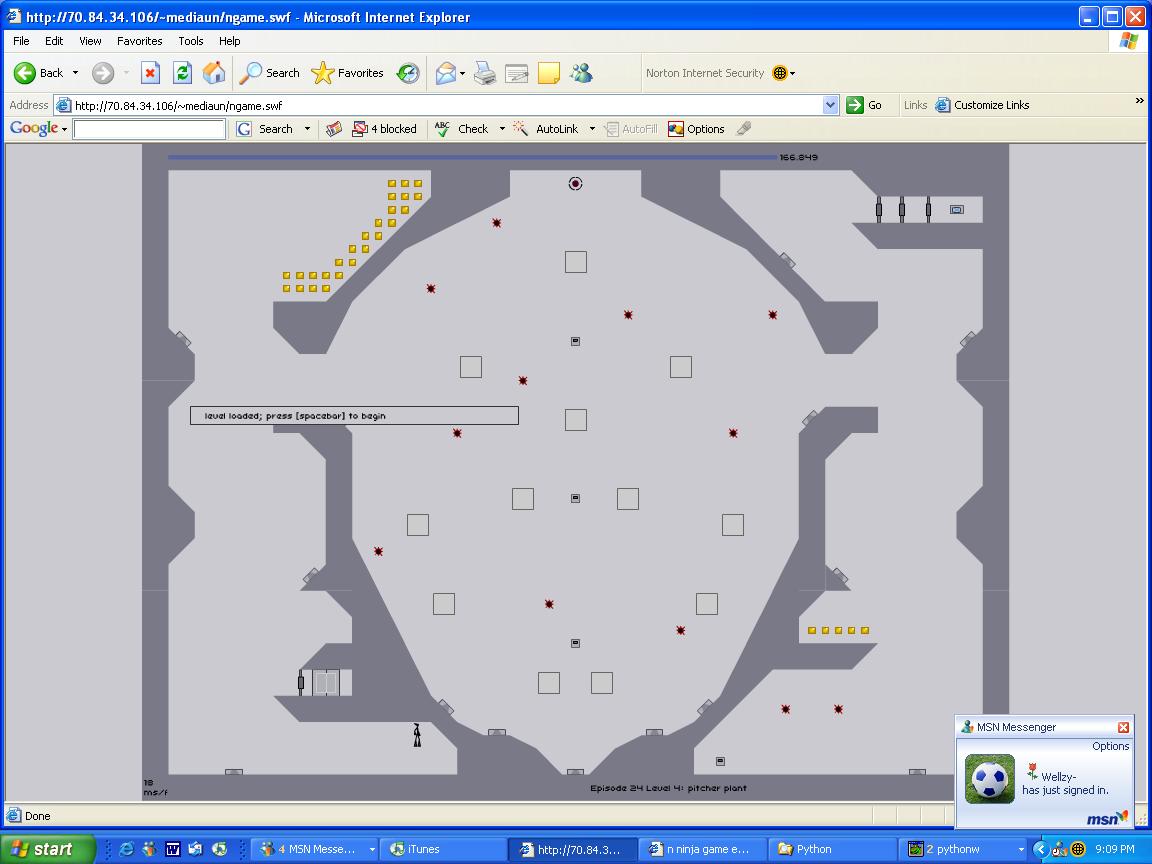 http://70.84.34.106/~mediaun/ngame.swf - Microsoft Internet Explorer
File Edit View Favorites Tools Help
Back Search Favorites Norton Internet Security
Address http://70.84.34.106/~mediaun/ngame.swf Go Links Customize Links »
Google Search 4 blocked ABC Check AutoLink AutoFill Options
166.849
level loaded; press [spacebar] to begin
18
ms/f
Episode 24 Level 4: pitcher plant
MSN Messenger
Options
Wellzy-
has just signed in.
msn
Done
start 4 MSN Messe... iTunes http://70.84.3... n ninja game e... Python 2 pythonw 9:09 PM